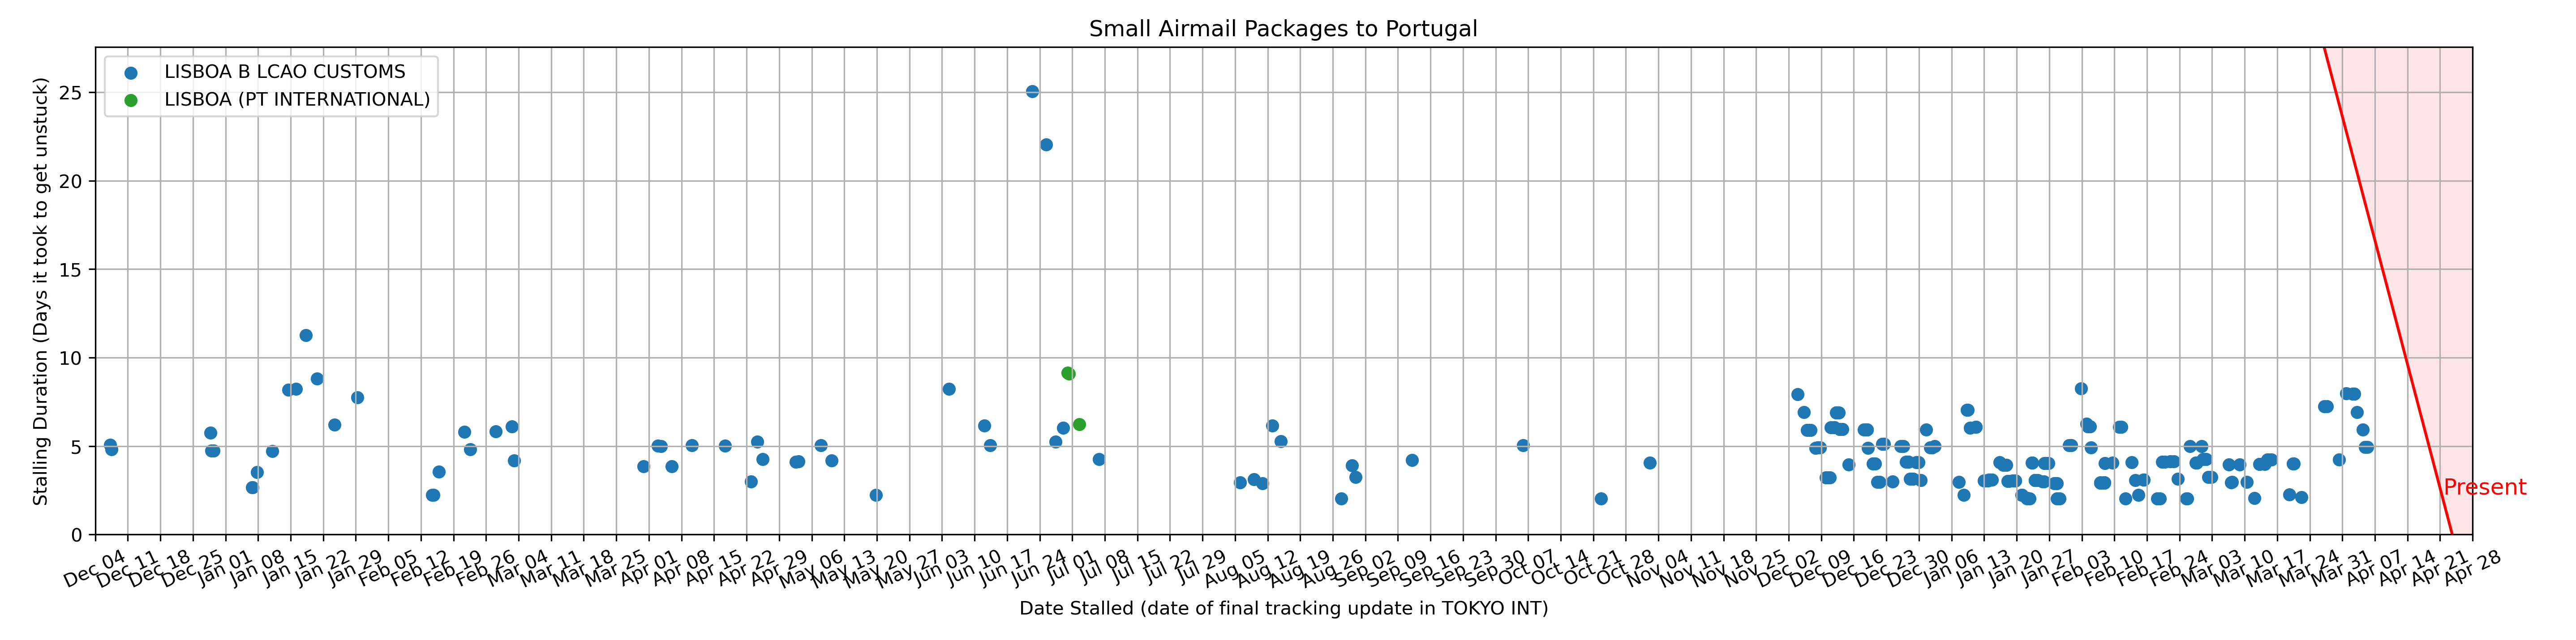 Small Airmail Packages to Portugal
LISBOA B LCAO CUSTOMS
LISBOA (PT INTERNATIONAL)
Stalling Duration (Days it took to get unstuck)
25
20
15
10
5
0
Present
Dec 04
Dec 11
Dec 18
Dec 25
Jan 01
Jan 08
Jan 15
Jan 22
Jan 29
Feb 05
Feb 12
Feb 19
Feb 26
Mar 04
Mar 11
Mar 18
Mar 25
Apr 01
Apr 08
Apr 15
Apr 22
Apr 29
May 06
May 13
May 20
May 27
Jun 03
Jun 10
Jun 17
Jun 24
Jul 01
Jul 08
Jul 15
Jul 22
Jul 29
Aug 05
Aug 12
Aug 19
Aug 26
Sep 02
Sep 09
Sep 16
Sep 23
Sep 30
Oct 07
Oct 14
Oct 21
Oct 28
Nov 04
Nov 11
Nov 18
Nov 25
Dec 02
Dec 09
Dec 16
Dec 23
Dec 30
Jan 06
Jan 13
Jan 20
Jan 27
Feb 03
Feb 10
Feb 17
Feb 24
Mar 03
Mar 10
Mar 17
Mar 24
Mar 31
Apr 07
Apr 14
Apr 21
Apr 28
Date Stalled (date of final tracking update in TOKYO INT)